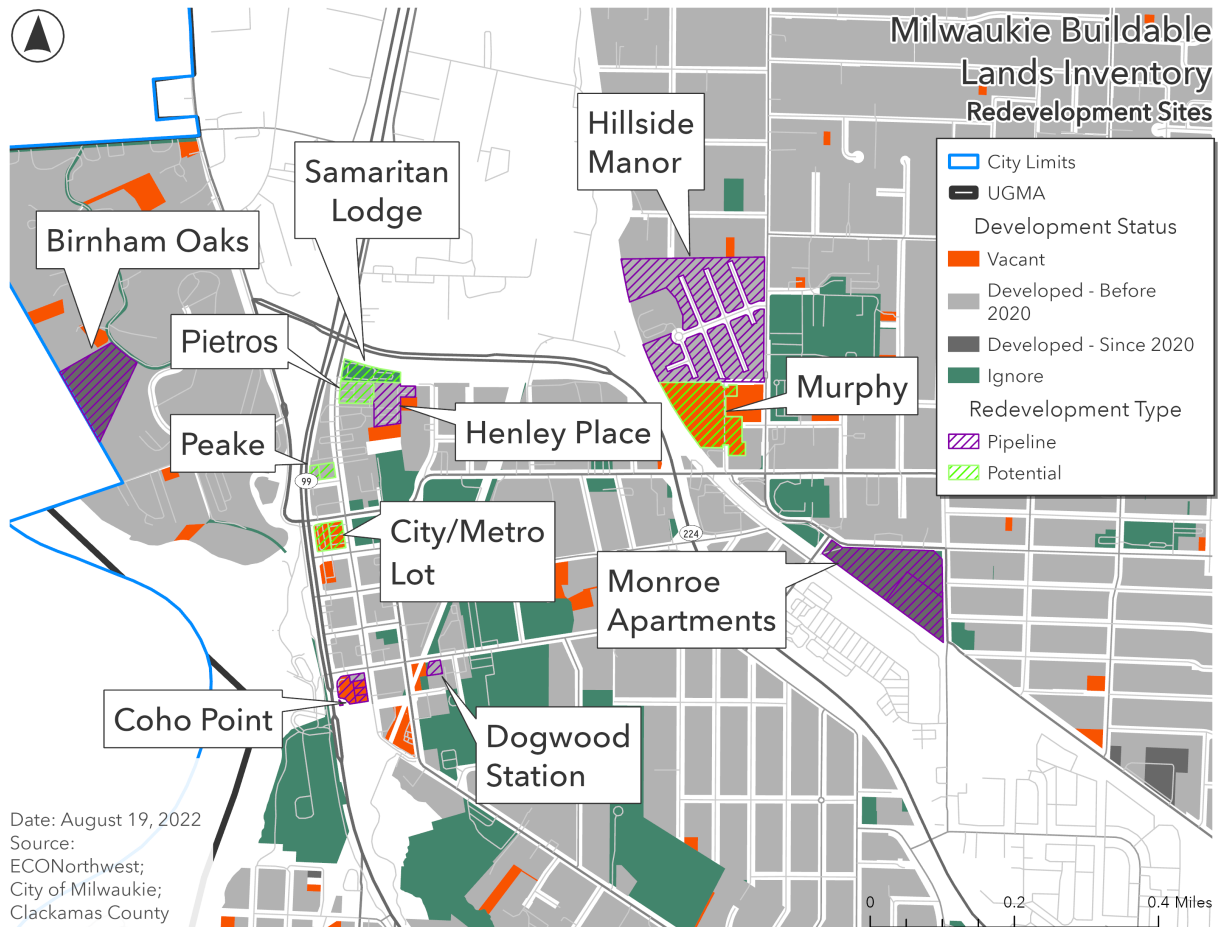 Milwaukie Buildable
Lands Inventory
Redevelopment Sites
City Limits
UGMA
Development Status
Vacant
Developed - Before
2020
Developed - Since 2020
Ignore
Redevelopment Type
Pipeline
Potential
Hillside
Manor
Samaritan
Lodge
Birnham Oaks
Pietros
Murphy
Henley Place
Peake
99
City/Metro
Lot
224
Monroe
Apartments
Coho Point
Dogwood
Station
Date: August 19, 2022
Source:
ECONorthwest;
City of Milwaukie;
Clackamas County
0 0.2 0.4 Miles